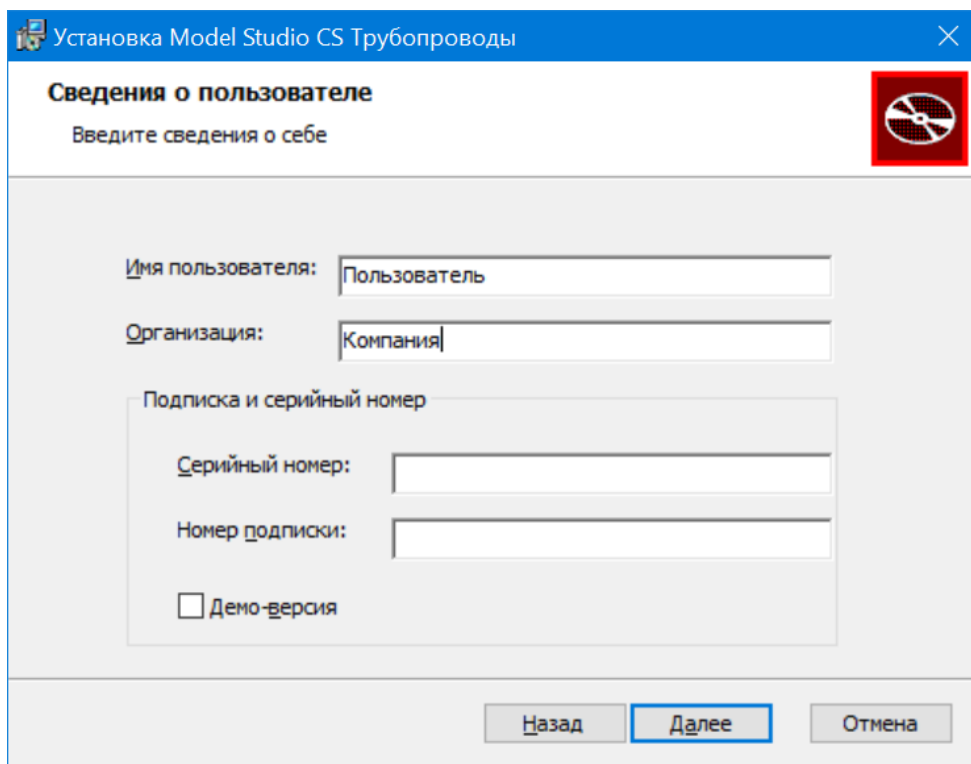 Установка Model Studio CS Трубопроводы
Сведения о пользователе
Введите сведения о себе
Имя пользователя: Пользователь
Организация: Компания
Подписка и серийный номер
Серийный номер:
Номер подписки:
Демо-версия
Назад Далее Отмена